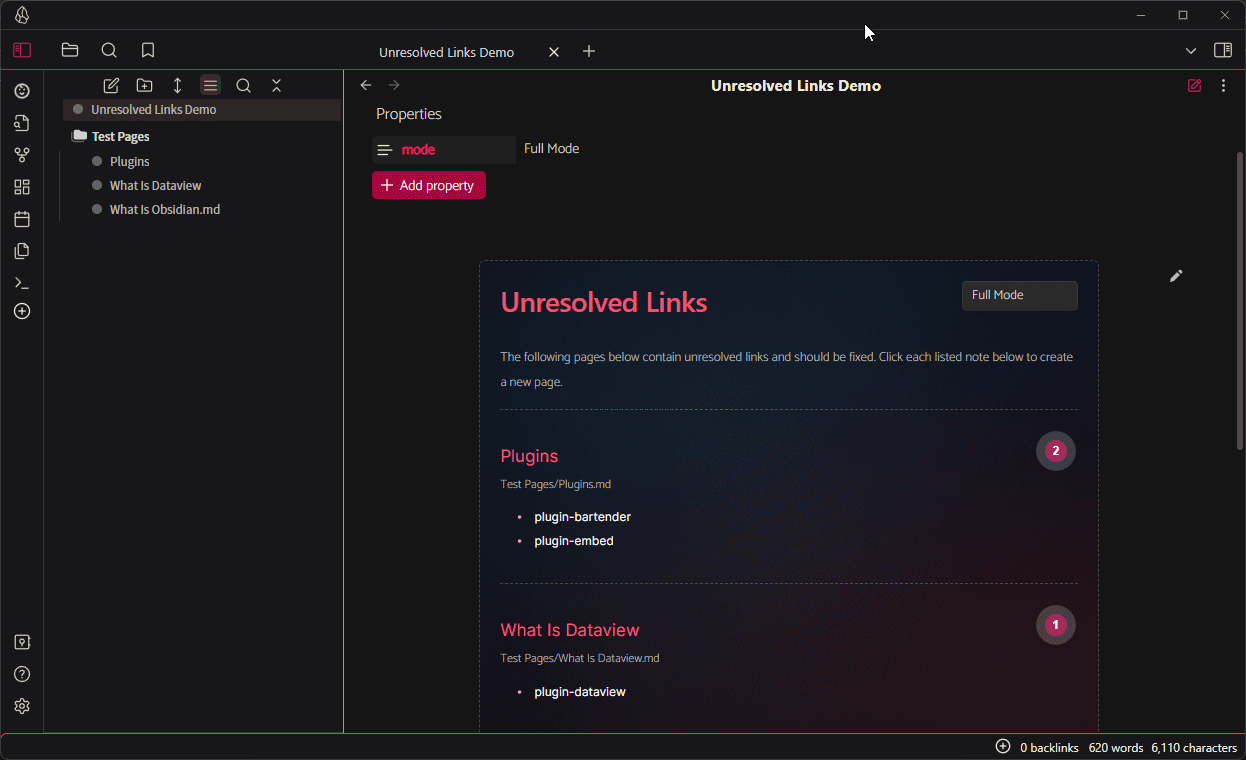 Unresolved Links Demo
Unresolved Links Demo
Unresolved Links Demo
Test Pages
Plugins
What Is Dataview
What Is Obsidian.md
Properties
mode
Full Mode
Add property
Unresolved Links
Full Mode
The following pages below contain unresolved links and should be fixed. Click each listed note below to create
a new page.
Plugins
2
Test Pages/Plugins.md
• plugin-bartender
• plugin-embed
What Is Dataview
1
Test Pages/What Is Dataview.md
• plugin-dataview
0 backlinks 620 words 6,110 characters